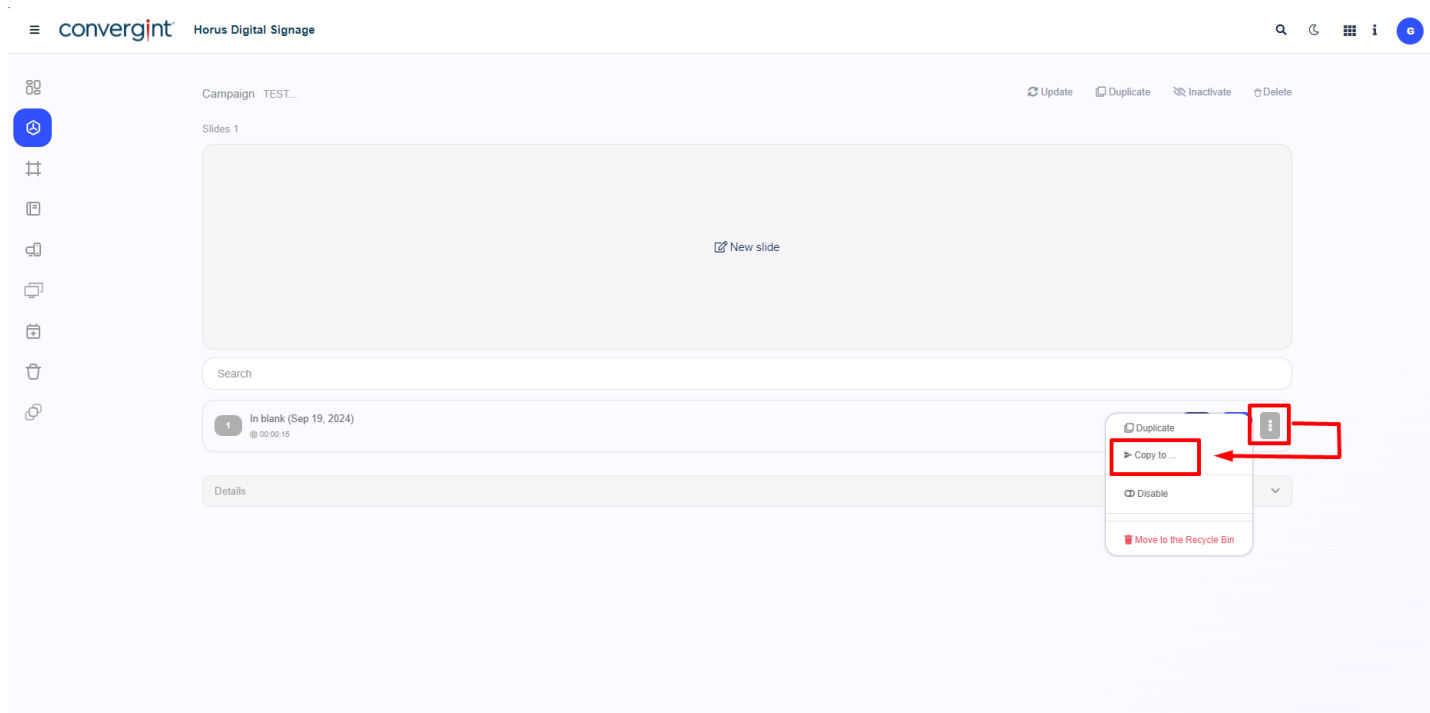 convergint Horus Digital Signage
i G
Campaign TEST...
Update Duplicate Inactivate Delete
Slides 1
New slide
Search
1 In blank (Sep 19, 2024)
00:00:15
Duplicate
Copy to ...
Details
Disable
Move to the Recycle Bin